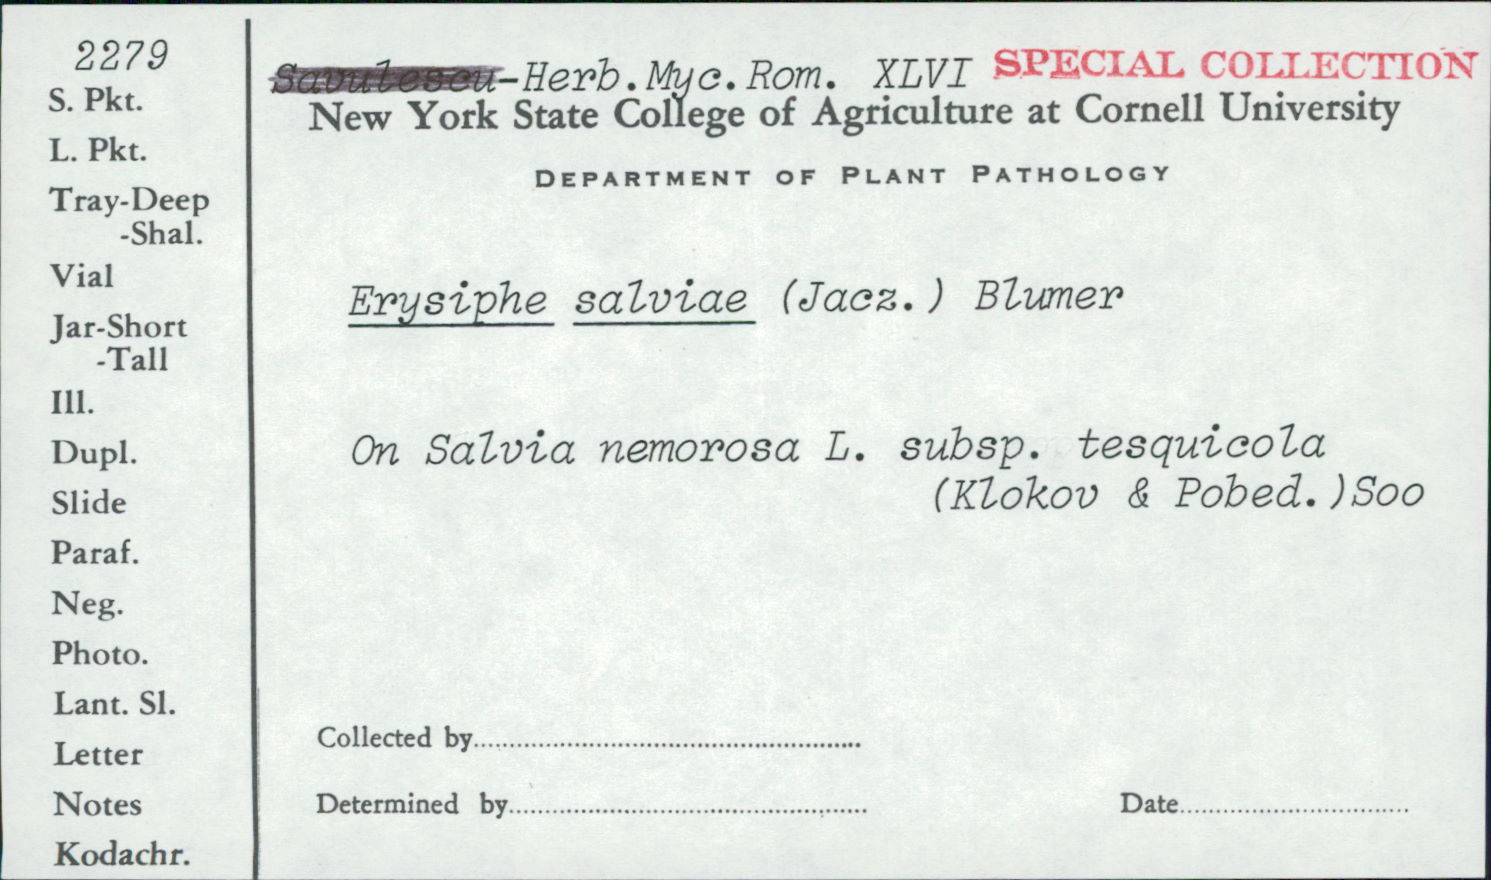 2279
S. Pkt.
L. Pkt.
Tray-Deep
-Shal.
Vial
Jar-Short
-Tall
Ill.
Dupl.
Slide
Paraf.
Neg.
Photo.
Lant. Sl.
Letter
Notes
Kodachr.
Savulescu-Herb.Myc.Rom. XLVI SPECIAL COLLECTION
New York State College of Agriculture at Cornell University
DEPARTMENT OF PLANT PATHOLOGY
Erysiphe salviae (Jacz.) Blumer
On Salvia nemorosa L. subsp. tesquicola
(Klokov & Pobed.)Soo
Collected by
Determined by
Date